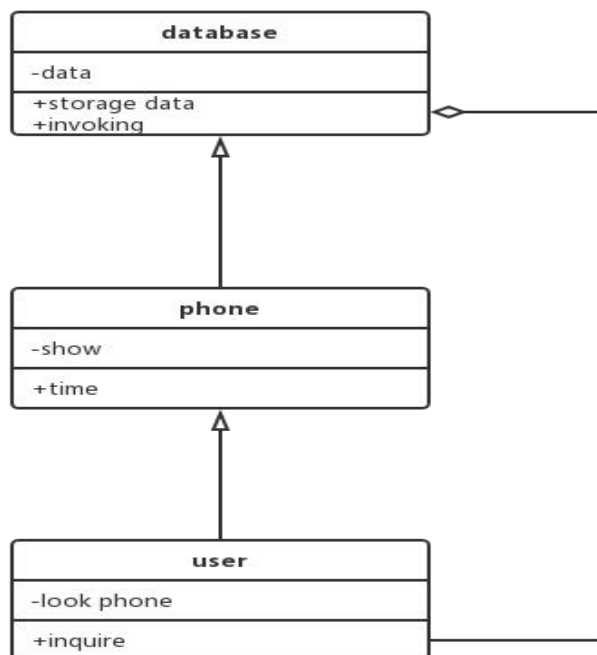 database
-data
+storage data
+invoking
phone
-show
+time
user
-look phone
+inquire